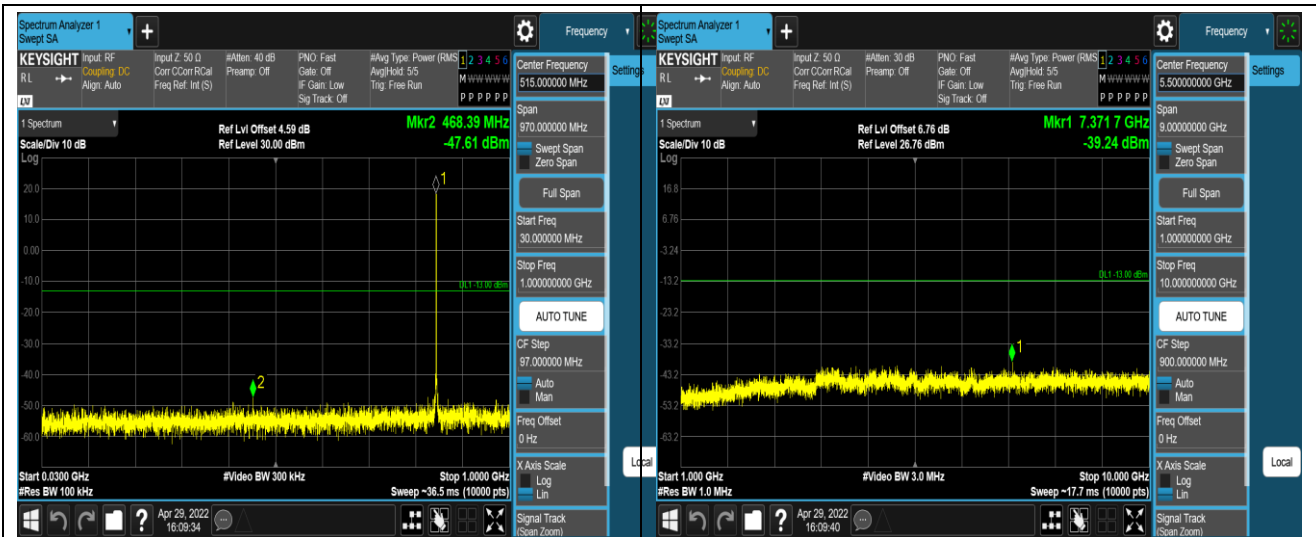 Spectrum Analyzer 1
Swept SA
+
Frequency
KEYSIGHT
Input: RF
Coupling: DC
Align: Auto
Input Z: 50 Ω
Corr CCorr RCal
Freq Ref: Int (S)
#Atten: 40 dB
Preamp: Off
PNO: Fast
Gate: Off
IF Gain: Low
Sig Track: Off
#Avg Type: Power (RMS
Avg|Hold: 5/5
Trig: Free Run
1 2 3 4 5 6
M W W W W W
P P P P P P
R L
LXI
Center Frequency
515.000000 MHz
Settings
1 Spectrum
Scale/Div 10 dB
Log
Ref Lvl Offset 4.59 dB
Ref Level 30.00 dBm
Mkr2 468.39 MHz
-47.61 dBm
Span
970.000000 MHz
Swept Span
Zero Span
Full Span
Start Freq
30.000000 MHz
Stop Freq
1.000000000 GHz
AUTO TUNE
CF Step
97.000000 MHz
Auto
Man
Freq Offset
0 Hz
X Axis Scale
Log
Lin
Local
Signal Track
(Span Zoom)
1
20.0
10.0
0.00
DL1 -13.00 dBm
-10.0
-20.0
-30.0
-40.0
2
-50.0
-60.0
Start 0.0300 GHz
#Res BW 100 kHz
#Video BW 300 kHz
Stop 1.0000 GHz
Sweep ~36.5 ms (10000 pts)
?
Apr 29, 2022
16:09:34
Spectrum Analyzer 1
Swept SA
+
Frequency
KEYSIGHT
Input: RF
Coupling: DC
Align: Auto
Input Z: 50 Ω
Corr CCorr RCal
Freq Ref: Int (S)
#Atten: 30 dB
Preamp: Off
PNO: Fast
Gate: Off
IF Gain: Low
Sig Track: Off
#Avg Type: Power (RMS
Avg|Hold: 5/5
Trig: Free Run
1 2 3 4 5 6
M W W W W W
P P P P P P
R L
LXI
Center Frequency
5.500000000 GHz
Settings
1 Spectrum
Scale/Div 10 dB
Log
Ref Lvl Offset 6.76 dB
Ref Level 26.76 dBm
Mkr1 7.371 7 GHz
-39.24 dBm
Span
9.00000000 GHz
Swept Span
Zero Span
Full Span
Start Freq
1.000000000 GHz
Stop Freq
10.000000000 GHz
AUTO TUNE
CF Step
900.000000 MHz
Auto
Man
Freq Offset
0 Hz
X Axis Scale
Log
Lin
Local
Signal Track
(Span Zoom)
16.8
6.76
-3.24
DL1 -13.00 dBm
-13.2
-23.2
-33.2
1
-43.2
-53.2
-63.2
Start 1.000 GHz
#Res BW 1.0 MHz
#Video BW 3.0 MHz
Stop 10.000 GHz
Sweep ~17.7 ms (10000 pts)
?
Apr 29, 2022
16:09:40